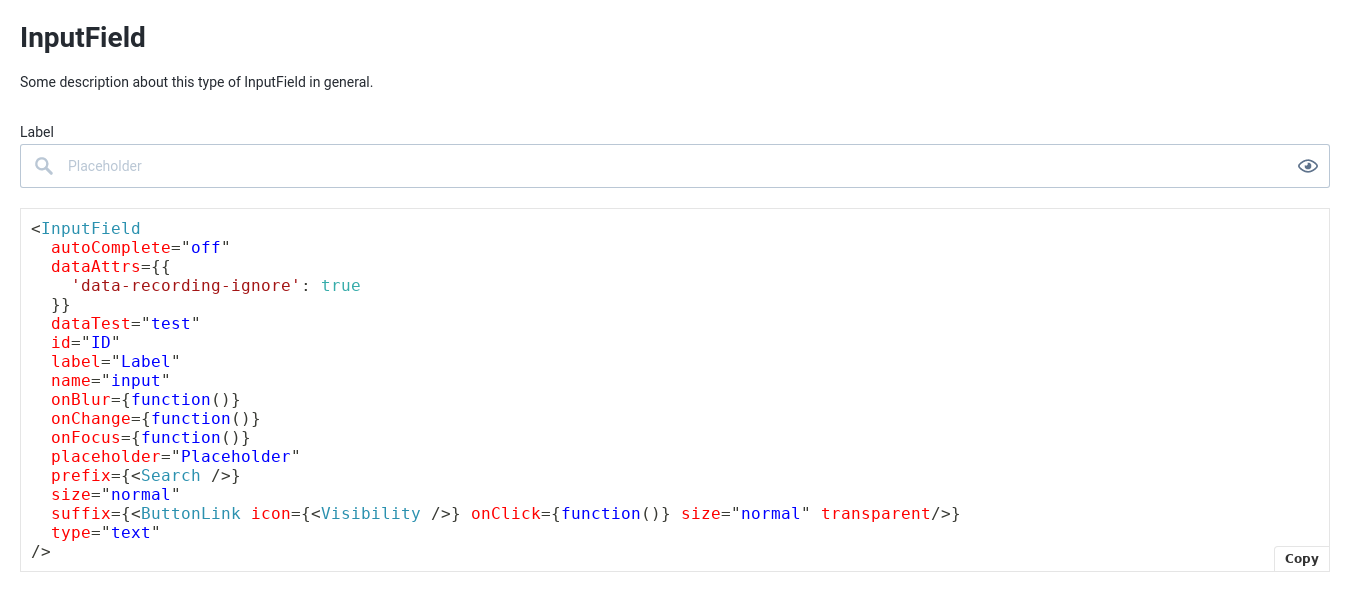 InputField
Some description about this type of InputField in general.
Label
Placeholder
<InputField
  autoComplete="off"
  dataAttrs={{
    'data-recording-ignore': true
  }}
  dataTest="test"
  id="ID"
  label="Label"
  name="input"
  onBlur={function()}
  onChange={function()}
  onFocus={function()}
  placeholder="Placeholder"
  prefix={<Search />}
  size="normal"
  suffix={<ButtonLink icon={<Visibility />} onClick={function()} size="normal" transparent/>}
  type="text"
/>
Copy